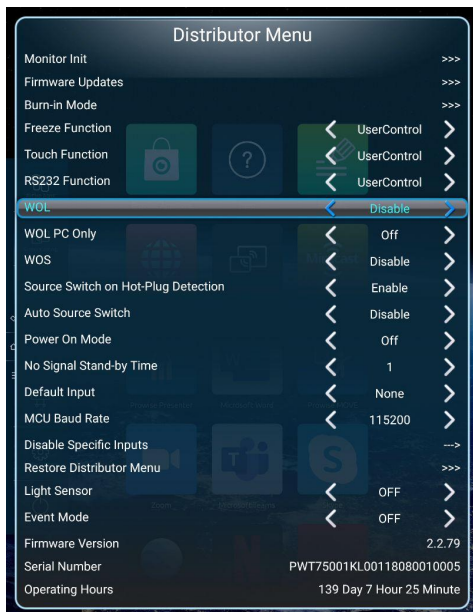 Distributor Menu
Monitor Init >>>
Firmware Updates >>>
Burn-in Mode >>>
Freeze Function UserControl
Touch Function UserControl
RS232 Function UserControl
WOL Disable
WOL PC Only Off
WOS Disable
Source Switch on Hot-Plug Detection Enable
Auto Source Switch Disable
Power On Mode Off
No Signal Stand-by Time 1
Default Input None
MCU Baud Rate 115200
Disable Specific Inputs --->
Restore Distributor Menu >>>
Light Sensor OFF
Event Mode OFF
Firmware Version 2.2.79
Serial Number PWT75001KL00118080010005
Operating Hours 139 Day 7 Hour 25 Minute